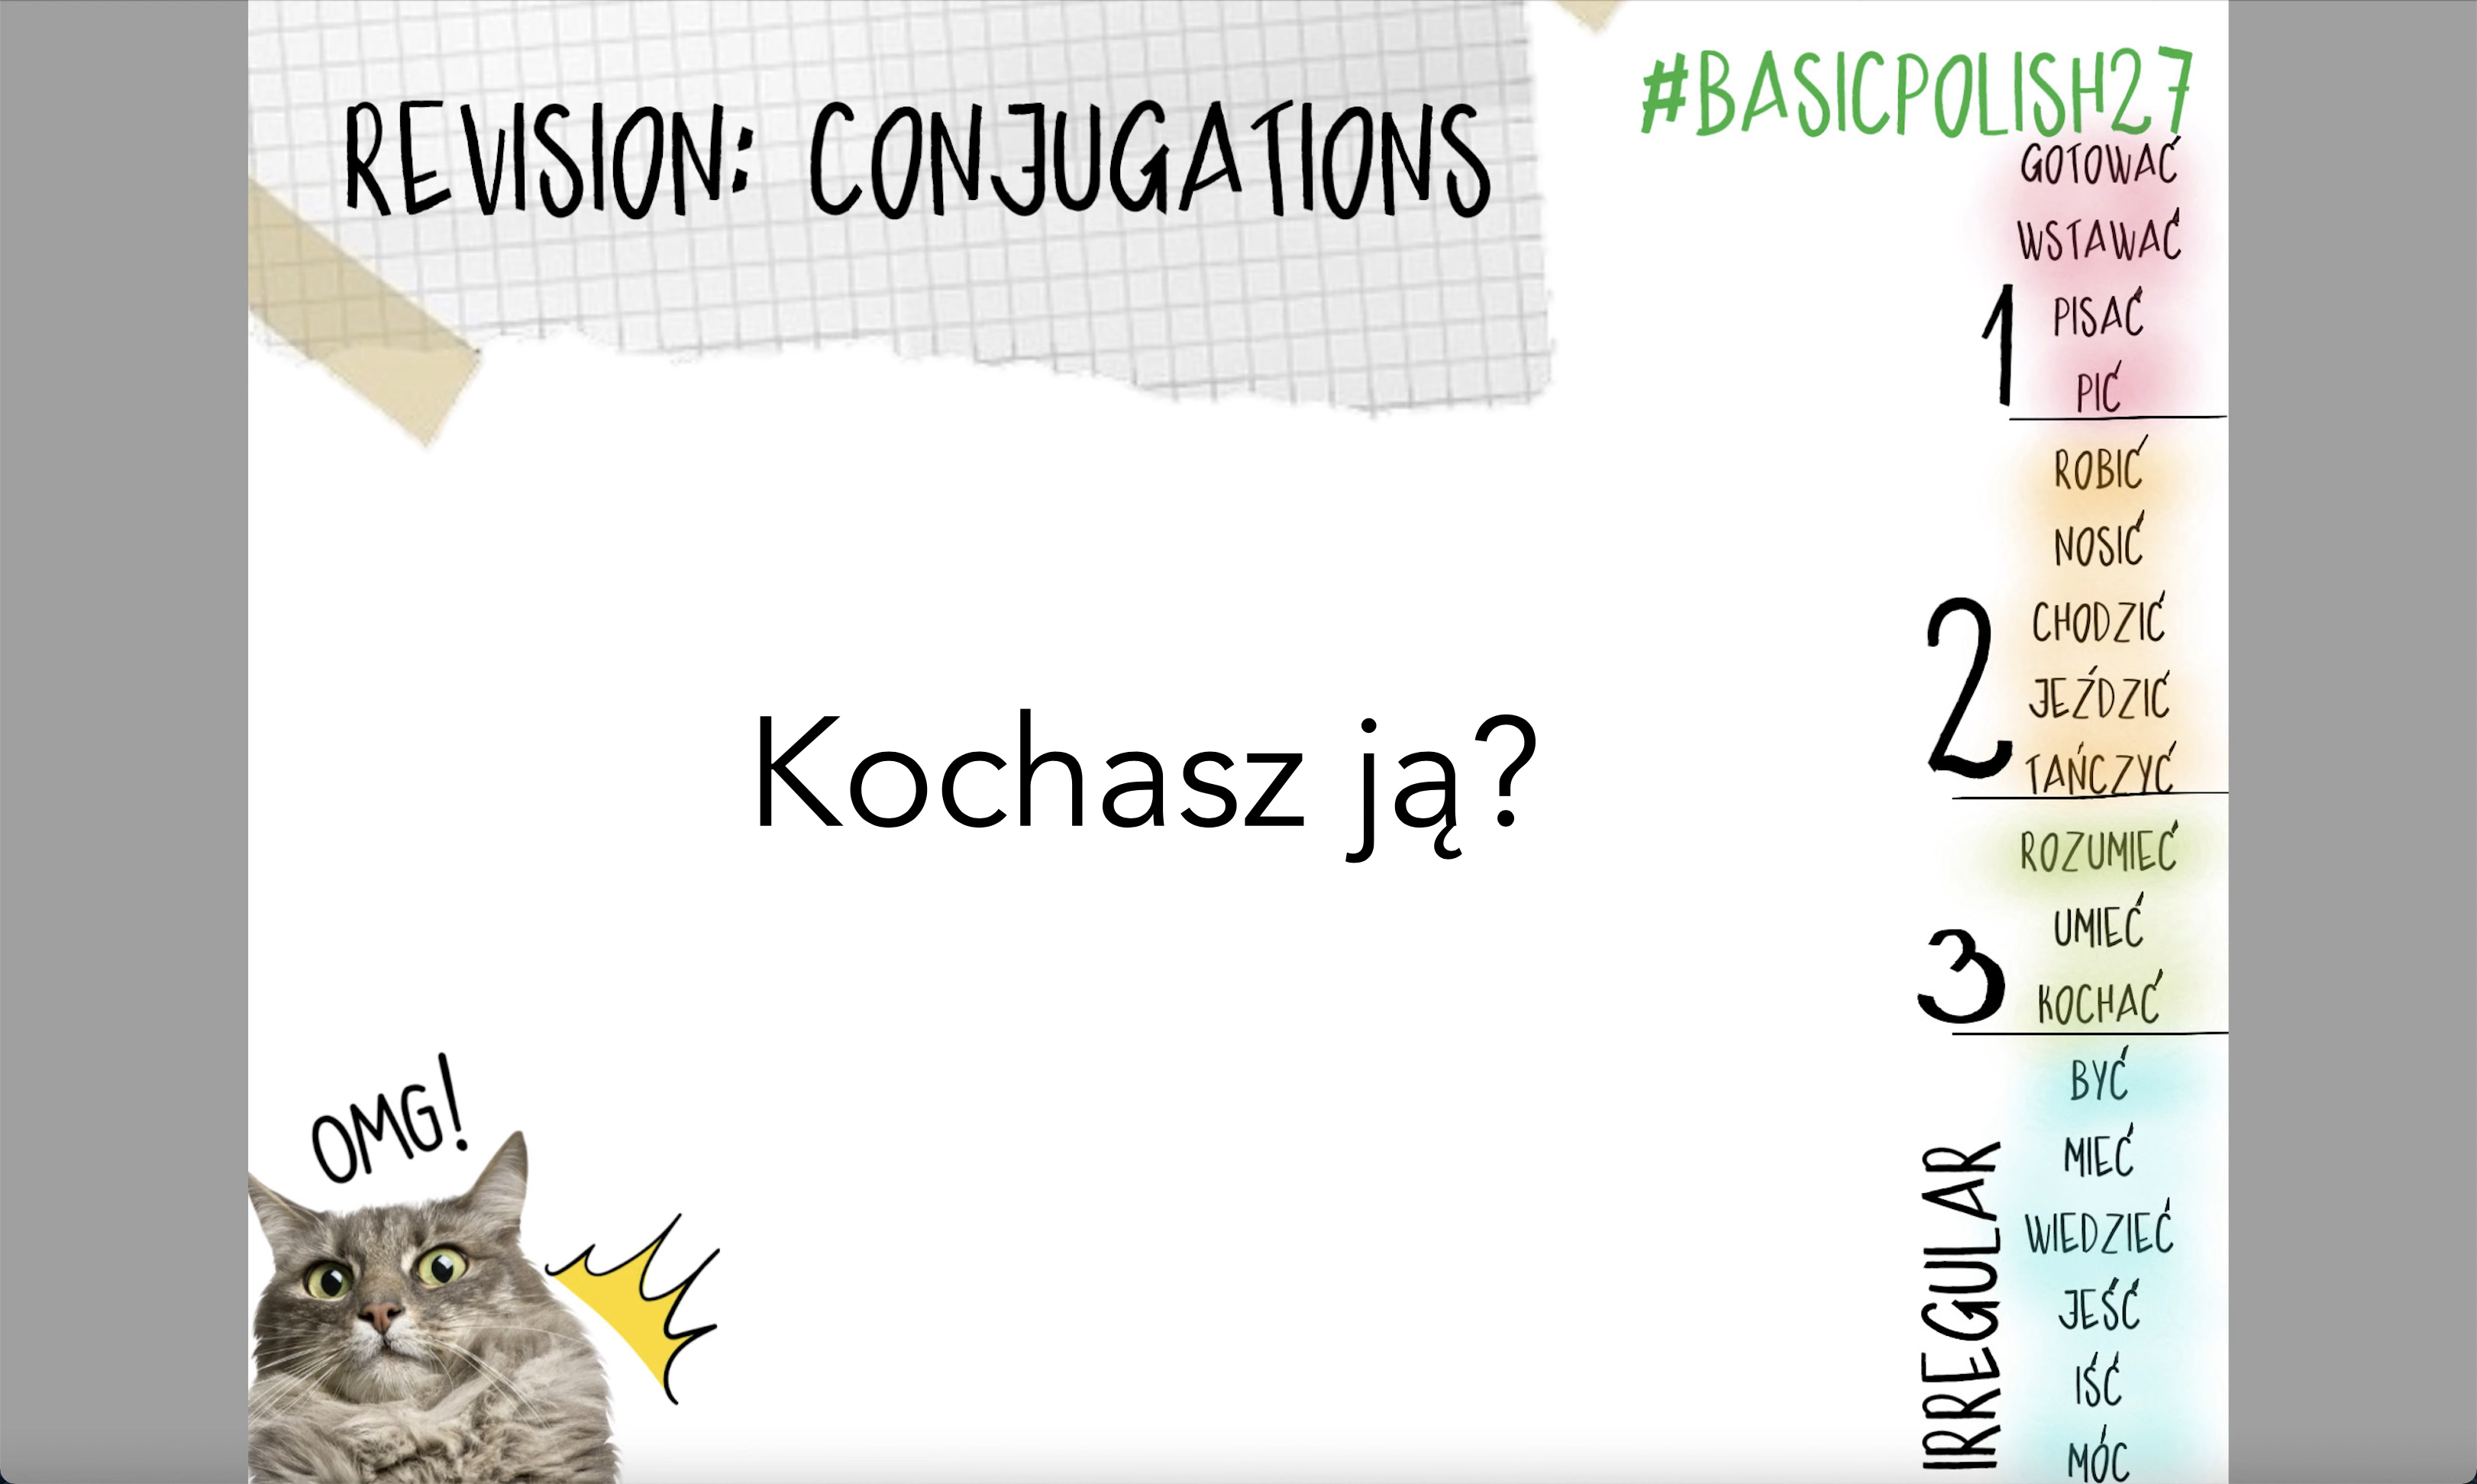 REVISION: CONJUGATIONS
#BASICPOLISH27
GOTOWAĆ
WSTAWAĆ
1
PISAĆ
PIĆ
ROBIĆ
NOSIĆ
2
CHODZIĆ
JEŹDZIĆ
TAŃCZYĆ
Kochasz ją?
ROZUMIEĆ
3
UMIEĆ
KOCHAĆ
IRREGULAR
BYĆ
MIEĆ
WIEDZIEĆ
JEŚĆ
IŚĆ
MÓC
OMG!